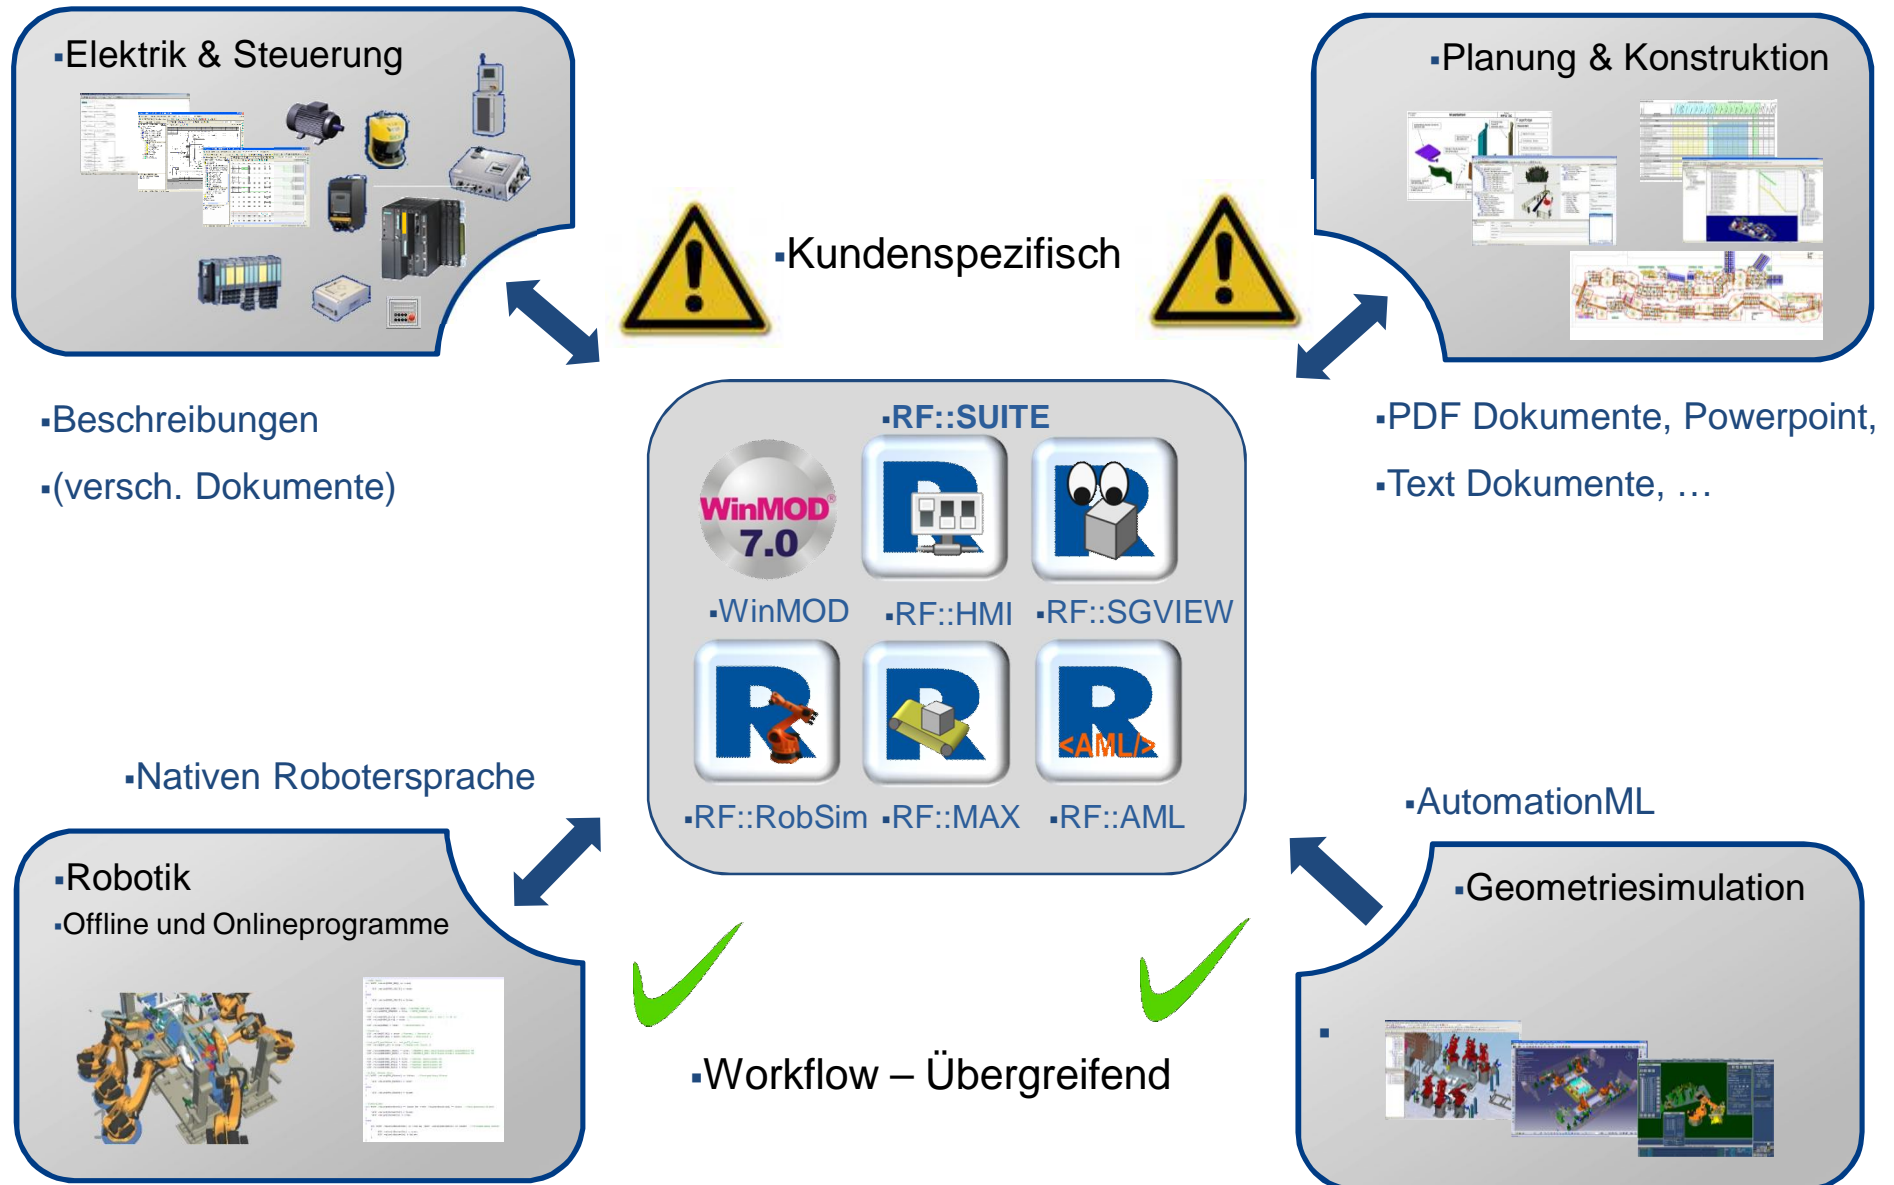 ▪Elektrik & Steuerung
▪Planung & Konstruktion
▪Kundenspezifisch
▪Beschreibungen
▪(versch. Dokumente)
▪PDF Dokumente, Powerpoint,
▪Text Dokumente, …
▪RF::SUITE
WinMOD®
7.0
▪WinMOD ▪RF::HMI ▪RF::SGVIEW
<AML/>
▪RF::RobSim ▪RF::MAX ▪RF::AML
▪Nativen Robotersprache
▪AutomationML
▪Robotik
▪Offline und Onlineprogramme
▪Geometriesimulation
▪Workflow – Übergreifend